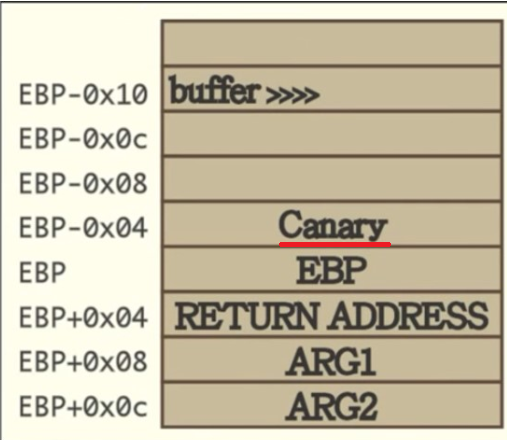 EBP-0x10 buffer >>>>
EBP-0x0c
EBP-0x08
EBP-0x04 Canary
EBP EBP
EBP+0x04 RETURN ADDRESS
EBP+0x08 ARG1
EBP+0x0c ARG2